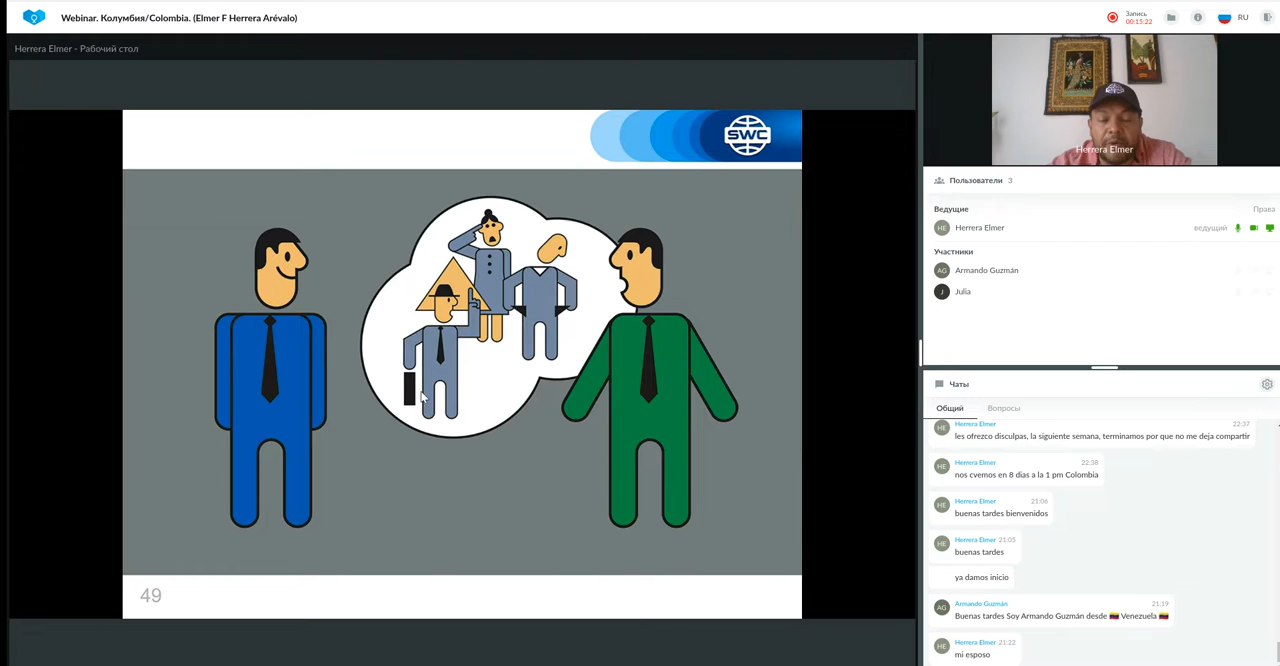 Webinar. Колумбия/Colombia. (Elmer F Herrera Arévalo)
Запись
00:15:22
RU
Herrera Elmer - Рабочий стол
SWC
49
Herrera Elmer
Пользователи 3
Ведущие
Права
HE
Herrera Elmer
ведущий
Участники
AG
Armando Guzmán
J
Julia
Чаты
Общий
Вопросы
HE
Herrera Elmer
22:37
les ofrezco disculpas, la siguiente semana, terminamos por que no me deja compartir
HE
Herrera Elmer
22:38
nos cvemos en 8 dias a la 1 pm Colombia
HE
Herrera Elmer
21:06
buenas tardes bienvenidos
HE
Herrera Elmer 21:05
buenas tardes
ya damos inicio
AG
Armando Guzmán
21:19
Buenas tardes Soy Armando Guzmán desde 🇻🇪 Venezuela 🇻🇪
HE
Herrera Elmer 21:22
mi esposo